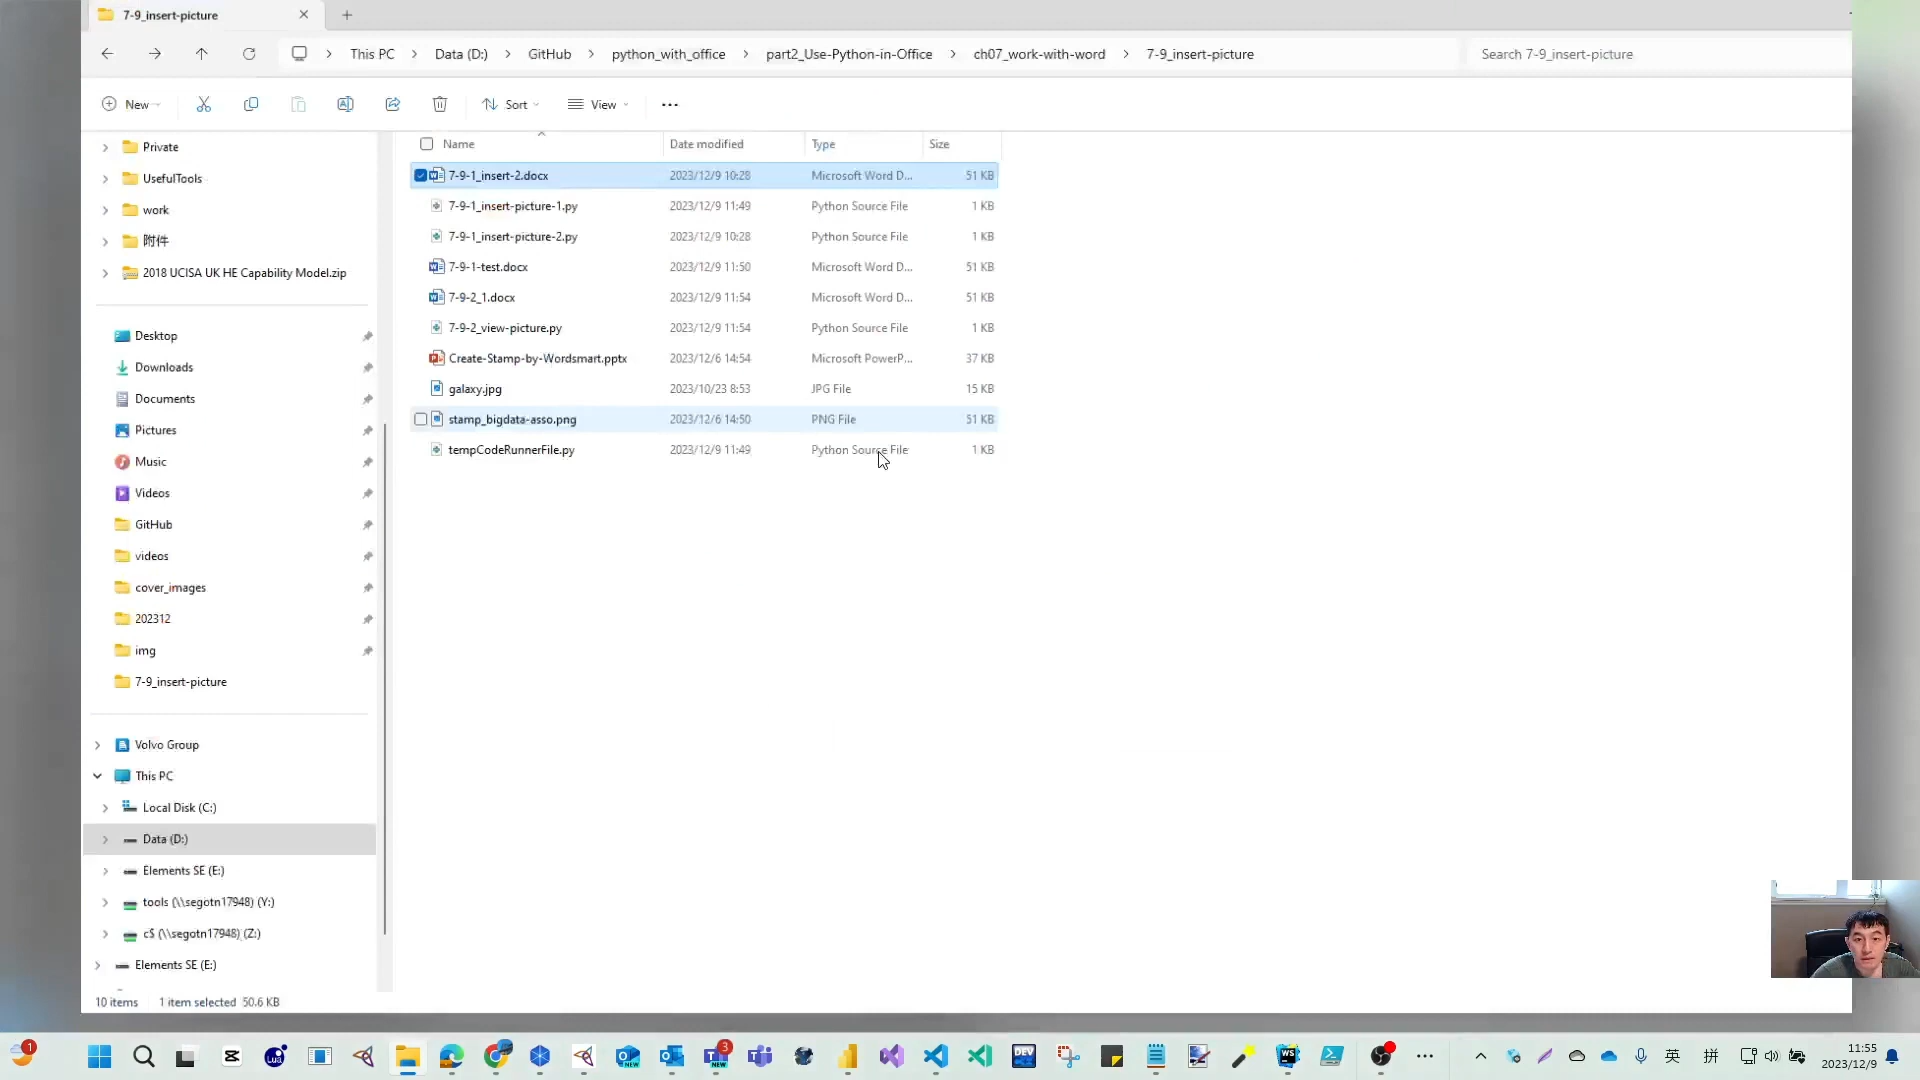 7-9_insert-picture
This PC > Data (D:) > GitHub > python_with_office > part2_Use-Python-in-Office > ch07_work-with-word > 7-9_insert-picture
Search 7-9_insert-picture
New
Sort
View
Name Date modified Type Size
7-9-1_insert-2.docx 2023/12/9 10:28 Microsoft Word D... 51 KB
7-9-1_insert-picture-1.py 2023/12/9 11:49 Python Source File 1 KB
7-9-1_insert-picture-2.py 2023/12/9 10:28 Python Source File 1 KB
7-9-1-test.docx 2023/12/9 11:50 Microsoft Word D... 51 KB
7-9-2_1.docx 2023/12/9 11:54 Microsoft Word D... 51 KB
7-9-2_view-picture.py 2023/12/9 11:54 Python Source File 1 KB
Create-Stamp-by-Wordsmart.pptx 2023/12/6 14:54 Microsoft PowerP... 37 KB
galaxy.jpg 2023/10/23 8:53 JPG File 15 KB
stamp_bigdata-asso.png 2023/12/6 14:50 PNG File 51 KB
tempCodeRunnerFile.py 2023/12/9 11:49 Python Source File 1 KB
Private
UsefulTools
work
附件
2018 UCISA UK HE Capability Model.zip
Desktop
Downloads
Documents
Pictures
Music
Videos
GitHub
videos
cover_images
202312
img
7-9_insert-picture
Volvo Group
This PC
Local Disk (C:)
Data (D:)
Elements SE (E:)
tools (\\segotn17948) (Y:)
c$ (\\segotn17948) (Z:)
Elements SE (E:)
10 items 1 item selected 50.6 KB
1
Lua
NEW
NEW
3
NEW
DEV
WS
英
拼
11:55
2023/12/9